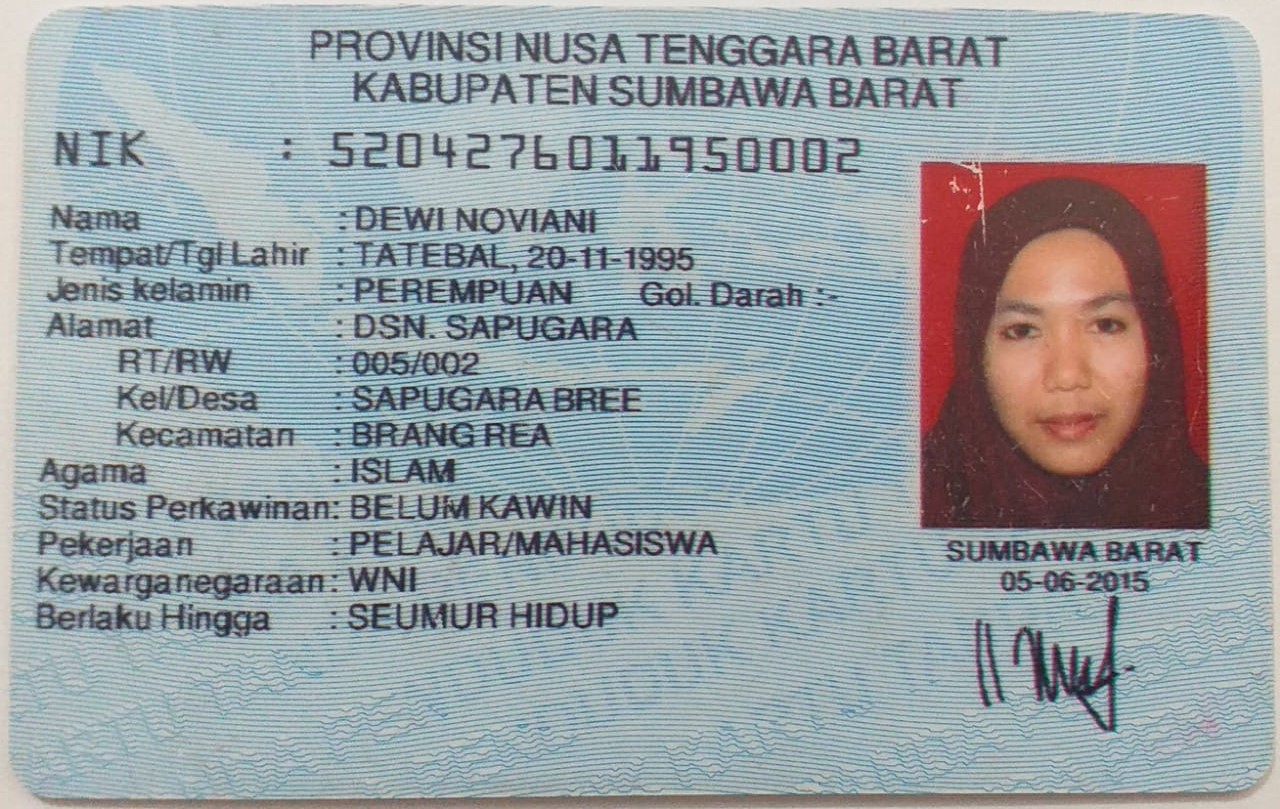 PROVINSI NUSA TENGGARA BARAT
KABUPATEN SUMBAWA BARAT
NIK : 5204276011950002
Nama : DEWI NOVIANI
Tempat/Tgl Lahir : TATEBAL, 20-11-1995
Jenis kelamin : PEREMPUAN Gol. Darah :-
Alamat : DSN. SAPUGARA
RT/RW : 005/002
Kel/Desa : SAPUGARA BREE
Kecamatan : BRANG REA
Agama : ISLAM
Status Perkawinan: BELUM KAWIN
Pekerjaan : PELAJAR/MAHASISWA
Kewarganegaraan: WNI
Berlaku Hingga : SEUMUR HIDUP
SUMBAWA BARAT
05-06-2015